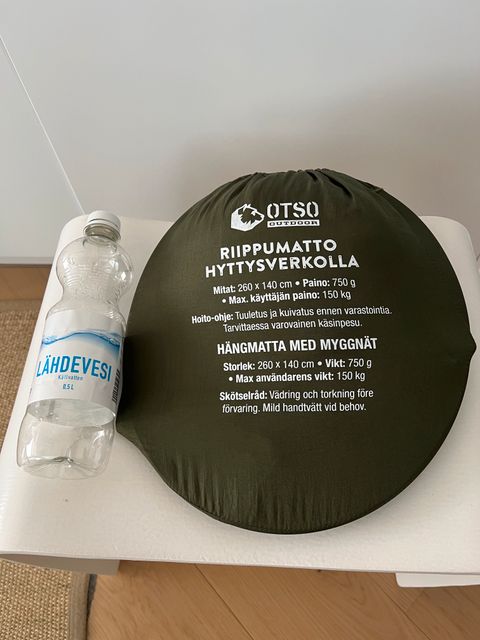 OTSO
OUTDOOR
RIIPPUMATTO
HYTTYSVERKOLLA
Mitat: 260 x 140 cm • Paino: 750 g
• Max. käyttäjän paino: 150 kg
Hoito-ohje: Tuuletus ja kuivatus ennen varastointia.
Tarvittaessa varovainen käsinpesu.
HÄNGMATTA MED MYGGNÄT
Storlek: 260 x 140 cm • Vikt: 750 g
• Max användarens vikt: 150 kg
Skötselråd: Vädring och torkning före
förvaring. Mild handtvätt vid behov.
LÄHDEVESI
Källvatten
0,5 L